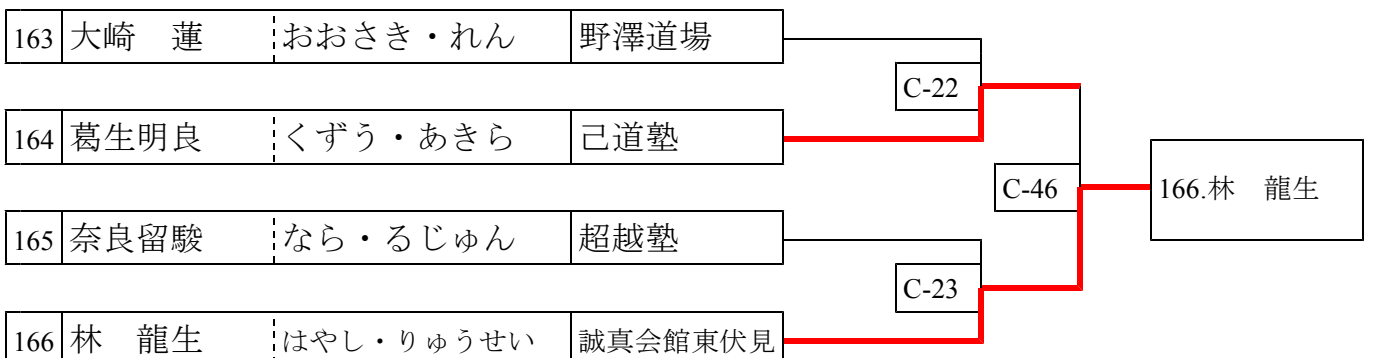 163 大崎　蓮 おおさき・れん 野澤道場
C-22
164 葛生明良 くずう・あきら 己道塾
C-46
166.林　龍生
165 奈良留駿 なら・るじゅん 超越塾
C-23
166 林　龍生 はやし・りゅうせい 誠真会館東伏見